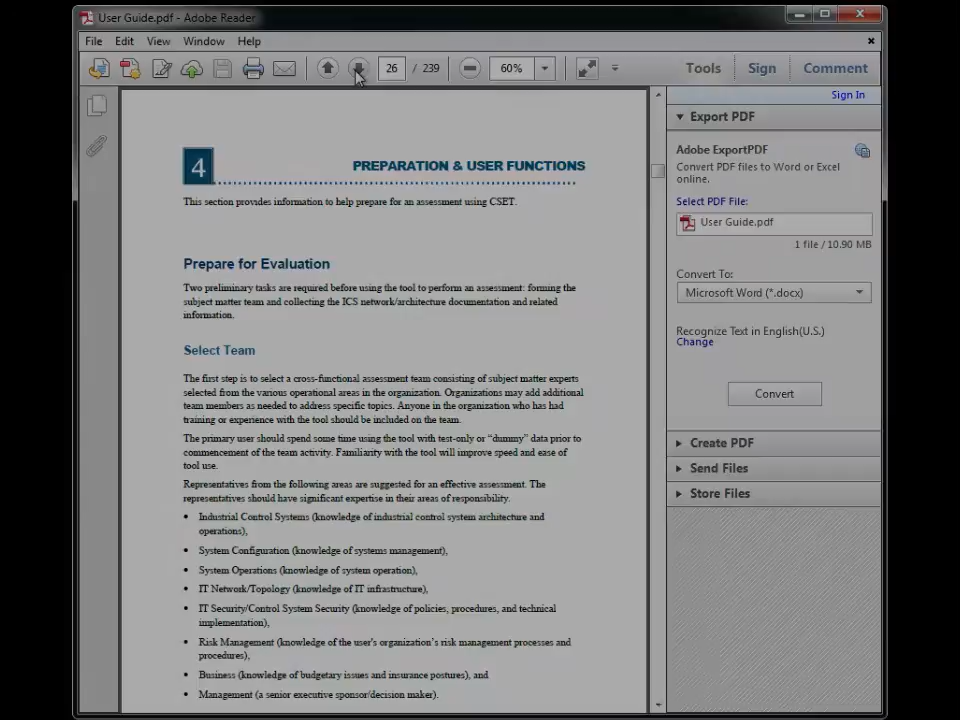 User Guide.pdf - Adobe Reader
File Edit View Window Help
26 / 239 60% Tools Sign Comment
Sign In
Export PDF
Adobe ExportPDF
Convert PDF files to Word or Excel
online.
Select PDF File:
User Guide.pdf
1 file / 10.90 MB
Convert To:
Microsoft Word (*.docx)
Recognize Text in English(U.S.)
Change
Convert
Create PDF
Send Files
Store Files
4 PREPARATION & USER FUNCTIONS
This section provides information to help prepare for an assessment using CSET.
Prepare for Evaluation
Two preliminary tasks are required before using the tool to perform an assessment: forming the
subject matter team and collecting the ICS network/architecture documentation and related
information.
Select Team
The first step is to select a cross-functional assessment team consisting of subject matter experts
selected from the various operational areas in the organization. Organizations may add additional
team members as needed to address specific topics. Anyone in the organization who has had
training or experience with the tool should be included on the team.
The primary user should spend some time using the tool with test-only or “dummy” data prior to
commencement of the team activity. Familiarity with the tool will improve speed and ease of
tool use.
Representatives from the following areas are suggested for an effective assessment. The
representatives should have significant expertise in their areas of responsibility.
• Industrial Control Systems (knowledge of industrial control system architecture and
operations),
• System Configuration (knowledge of systems management),
• System Operations (knowledge of system operation),
• IT Network/Topology (knowledge of IT infrastructure),
• IT Security/Control System Security (knowledge of policies, procedures, and technical
implementation),
• Risk Management (knowledge of the user's organization’s risk management processes and
procedures),
• Business (knowledge of budgetary issues and insurance postures), and
• Management (a senior executive sponsor/decision maker).